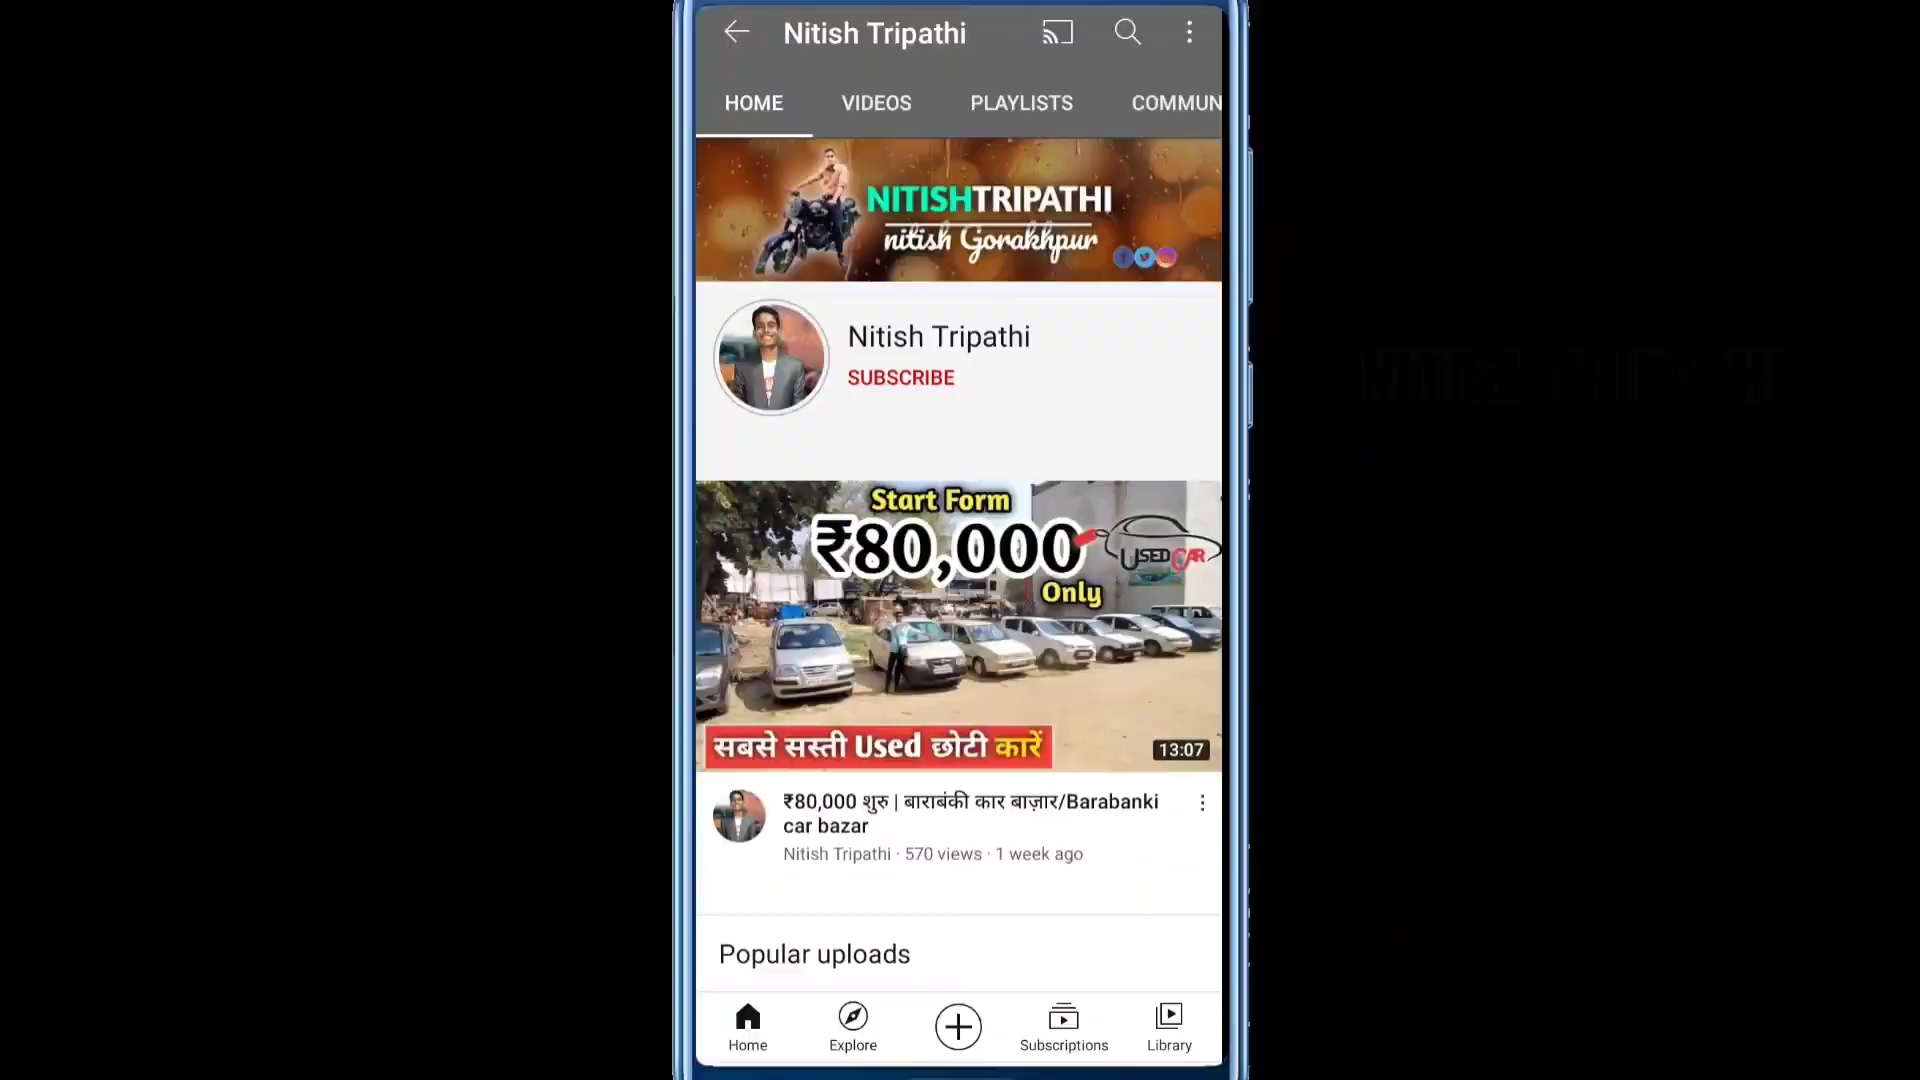 Nitish Tripathi
HOME VIDEOS PLAYLISTS COMMUN
NITISHTRIPATHI
nitish Gorakhpur
Nitish Tripathi
SUBSCRIBE
Start Form
₹80,000
USEDCAR
Only
सबसे सस्ती Used छोटी कारें
13:07
₹80,000 शुरु | बाराबंकी कार बाज़ार/Barabanki
car bazar
Nitish Tripathi · 570 views · 1 week ago
Popular uploads
Home Explore Subscriptions Library